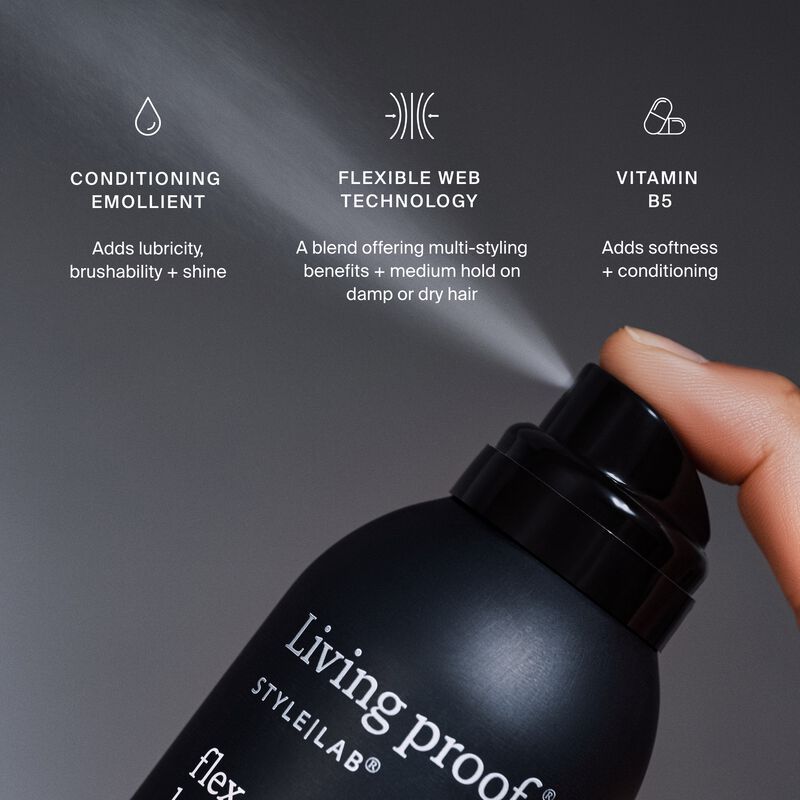 CONDITIONING
EMOLLIENT
Adds lubricity,
brushability + shine
FLEXIBLE WEB
TECHNOLOGY
A blend offering multi-styling
benefits + medium hold on
damp or dry hair
VITAMIN
B5
Adds softness
+ conditioning
Living proof®
STYLE|LAB®
flex